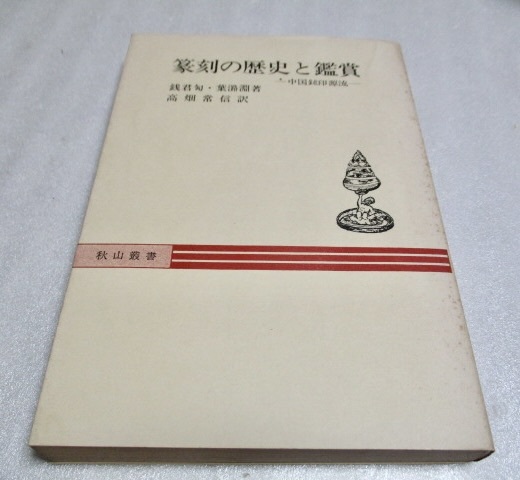 篆刻の歴史と鑑賞
―中国鉨印源流―
銭君匋・葉潞淵著
高畑常信訳
秋山叢書